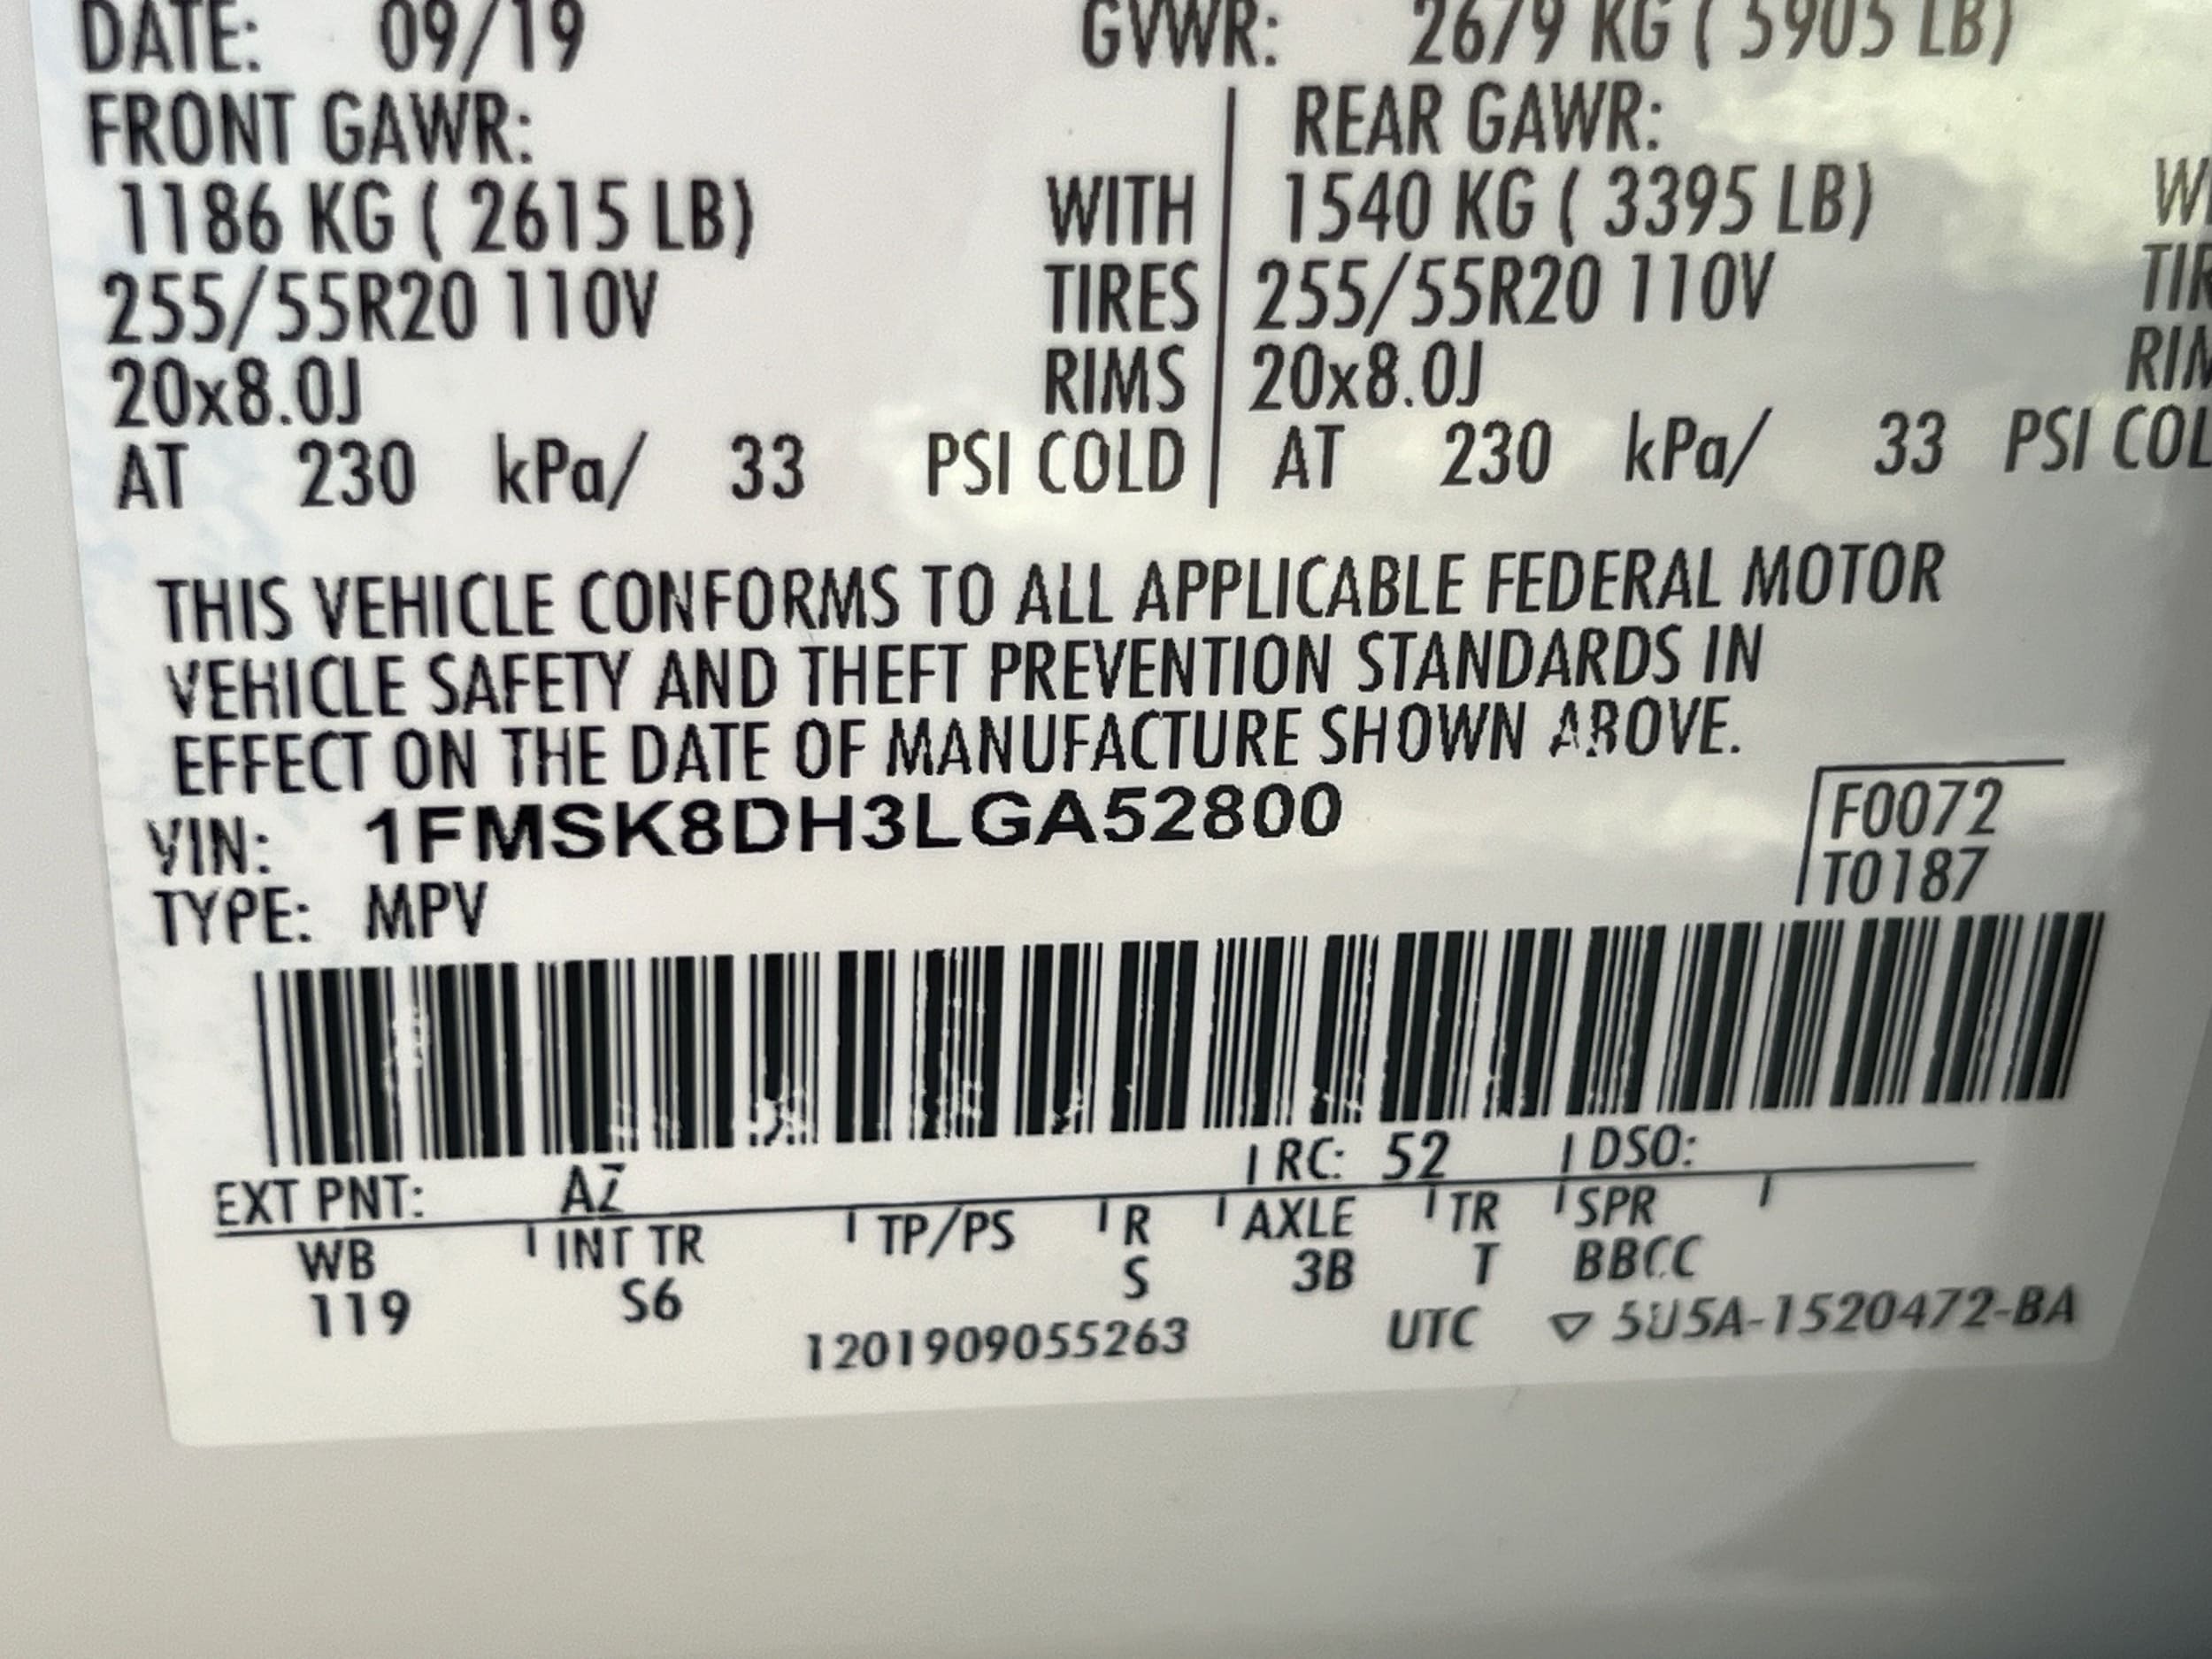 DATE: 09/19 GVWR: 2679 KG ( 5905 LB)
FRONT GAWR: REAR GAWR:
1186 KG ( 2615 LB) WITH 1540 KG ( 3395 LB)
255/55R20 110V TIRES 255/55R20 110V
20x8.0J RIMS 20x8.0J
AT 230 kPa/ 33 PSI COLD AT 230 kPa/ 33 PSI COL
THIS VEHICLE CONFORMS TO ALL APPLICABLE FEDERAL MOTOR
VEHICLE SAFETY AND THEFT PREVENTION STANDARDS IN
EFFECT ON THE DATE OF MANUFACTURE SHOWN ABOVE.
VIN: 1FMSK8DH3LGA52800
F0072
TYPE: MPV
T0187
EXT PNT: AZ RC: 52 DSO:
WB INT TR TP/PS R AXLE TR SPR
119 S6 S 3B T BBCC
1201909055263 UTC ▽ 5U5A-1520472-BA